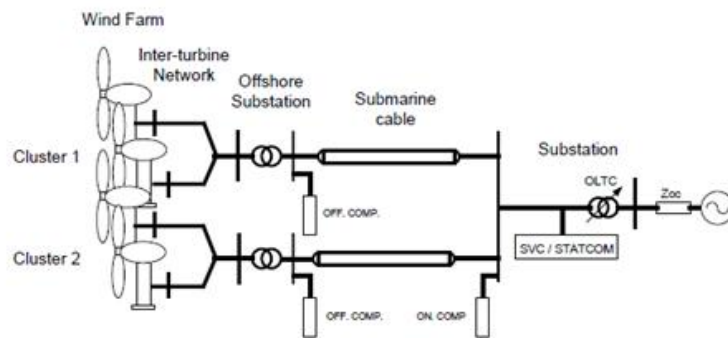 Wind Farm
Inter-turbine
Network
Offshore
Substation
Submarine
cable
Cluster 1
Substation
OLTC
Zcc
OFF. COMP.
SVC / STATCOM
Cluster 2
OFF. COMP.
ON. COMP